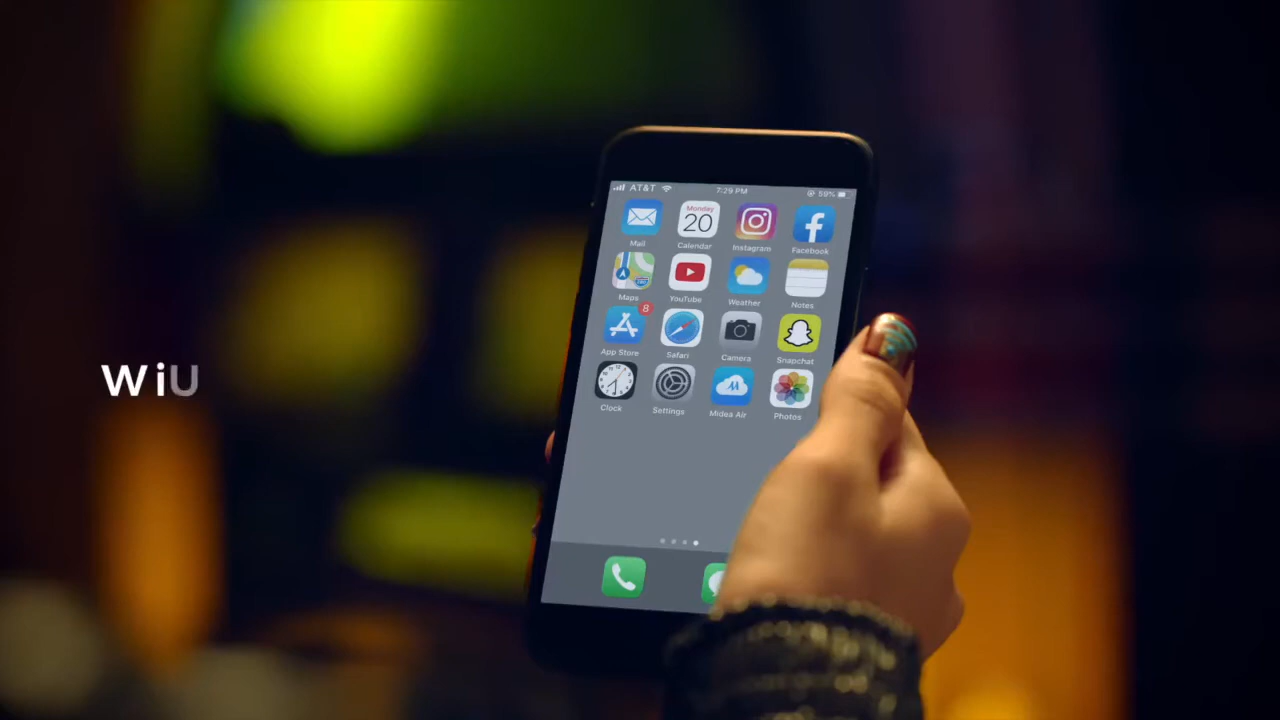 AT&T 7:29 PM 59%
Monday
20
Mail Calendar Instagram Facebook
Maps YouTube Weather Notes
8
App Store Safari Camera Snapchat
WiU
Clock Settings Midea Air Photos